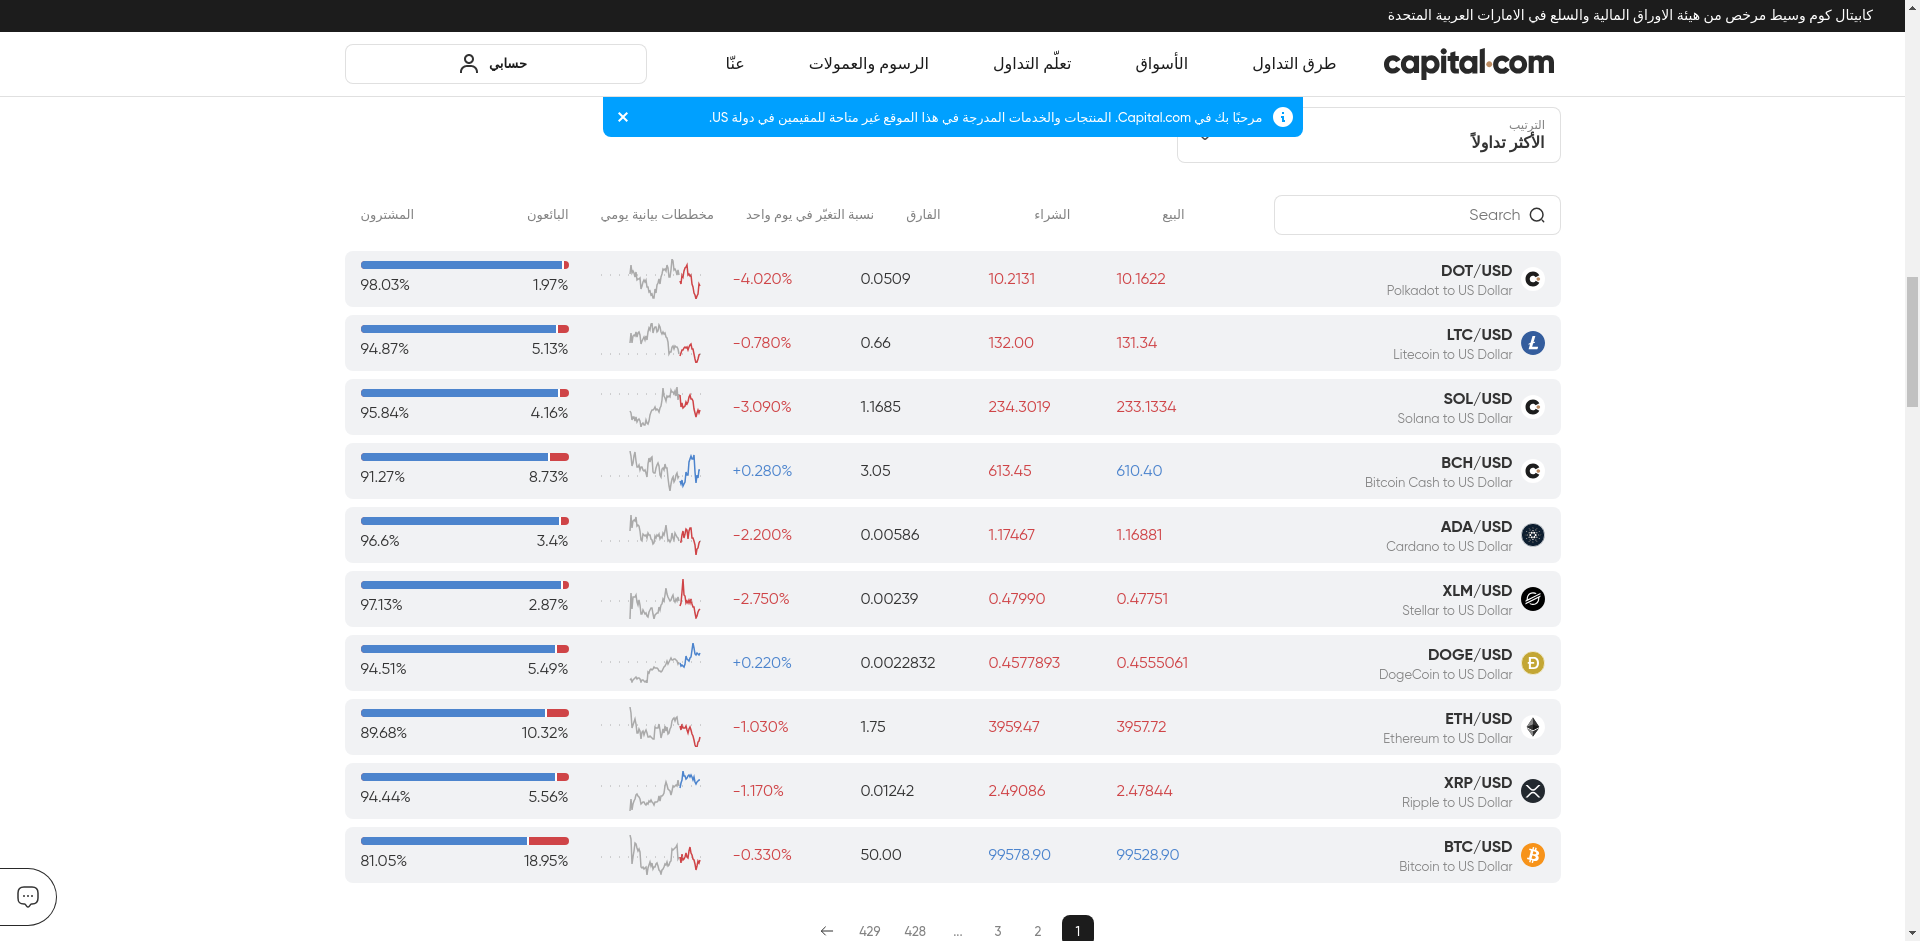 كابيتال كوم وسيط مرخص من هيئة الاوراق المالية والسلع في الامارات العربية المتحدة
capital.com
طرق التداول
الأسواق
تعلّم التداول
الرسوم والعمولات
عنّا
حسابي
مرحبًا بك في Capital.com. المنتجات والخدمات المدرجة في هذا الموقع غير متاحة للمقيمين في دولة US.
الترتيب
الأكثر تداولاً
Search
البيع
الشراء
الفارق
نسبة التغيّر في يوم واحد
مخططات بيانية يومي
البائعون
المشترون
DOT/USD
Polkadot to US Dollar
10.1622
10.2131
0.0509
-4.020%
1.97%
98.03%
LTC/USD
Litecoin to US Dollar
131.34
132.00
0.66
-0.780%
5.13%
94.87%
SOL/USD
Solana to US Dollar
233.1334
234.3019
1.1685
-3.090%
4.16%
95.84%
BCH/USD
Bitcoin Cash to US Dollar
610.40
613.45
3.05
+0.280%
8.73%
91.27%
ADA/USD
Cardano to US Dollar
1.16881
1.17467
0.00586
-2.200%
3.4%
96.6%
XLM/USD
Stellar to US Dollar
0.47751
0.47990
0.00239
-2.750%
2.87%
97.13%
DOGE/USD
DogeCoin to US Dollar
0.4555061
0.4577893
0.0022832
+0.220%
5.49%
94.51%
ETH/USD
Ethereum to US Dollar
3957.72
3959.47
1.75
-1.030%
10.32%
89.68%
XRP/USD
Ripple to US Dollar
2.47844
2.49086
0.01242
-1.170%
5.56%
94.44%
BTC/USD
Bitcoin to US Dollar
99528.90
99578.90
50.00
-0.330%
18.95%
81.05%
1
2
3
...
428
429